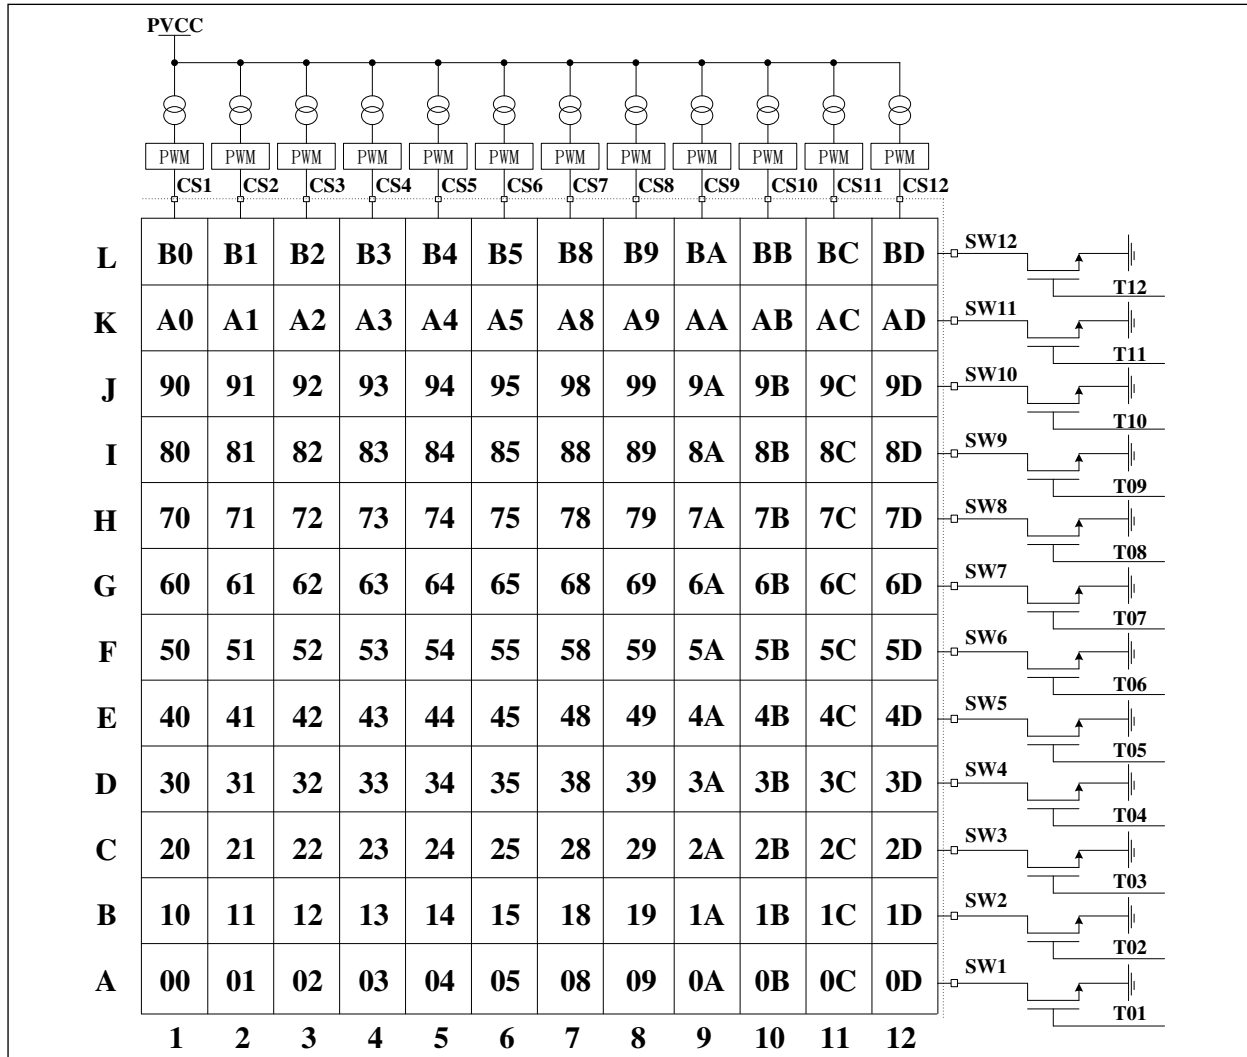 PVCC
PWM PWM PWM PWM PWM PWM PWM PWM PWM PWM PWM PWM
CS1 CS2 CS3 CS4 CS5 CS6 CS7 CS8 CS9 CS10 CS11 CS12
L B0 B1 B2 B3 B4 B5 B8 B9 BA BB BC BD SW12
T12
K A0 A1 A2 A3 A4 A5 A8 A9 AA AB AC AD SW11
T11
J 90 91 92 93 94 95 98 99 9A 9B 9C 9D SW10
T10
I 80 81 82 83 84 85 88 89 8A 8B 8C 8D SW9
T09
H 70 71 72 73 74 75 78 79 7A 7B 7C 7D SW8
T08
G 60 61 62 63 64 65 68 69 6A 6B 6C 6D SW7
T07
F 50 51 52 53 54 55 58 59 5A 5B 5C 5D SW6
T06
E 40 41 42 43 44 45 48 49 4A 4B 4C 4D SW5
T05
D 30 31 32 33 34 35 38 39 3A 3B 3C 3D SW4
T04
C 20 21 22 23 24 25 28 29 2A 2B 2C 2D SW3
T03
B 10 11 12 13 14 15 18 19 1A 1B 1C 1D SW2
T02
A 00 01 02 03 04 05 08 09 0A 0B 0C 0D SW1
T01
1 2 3 4 5 6 7 8 9 10 11 12